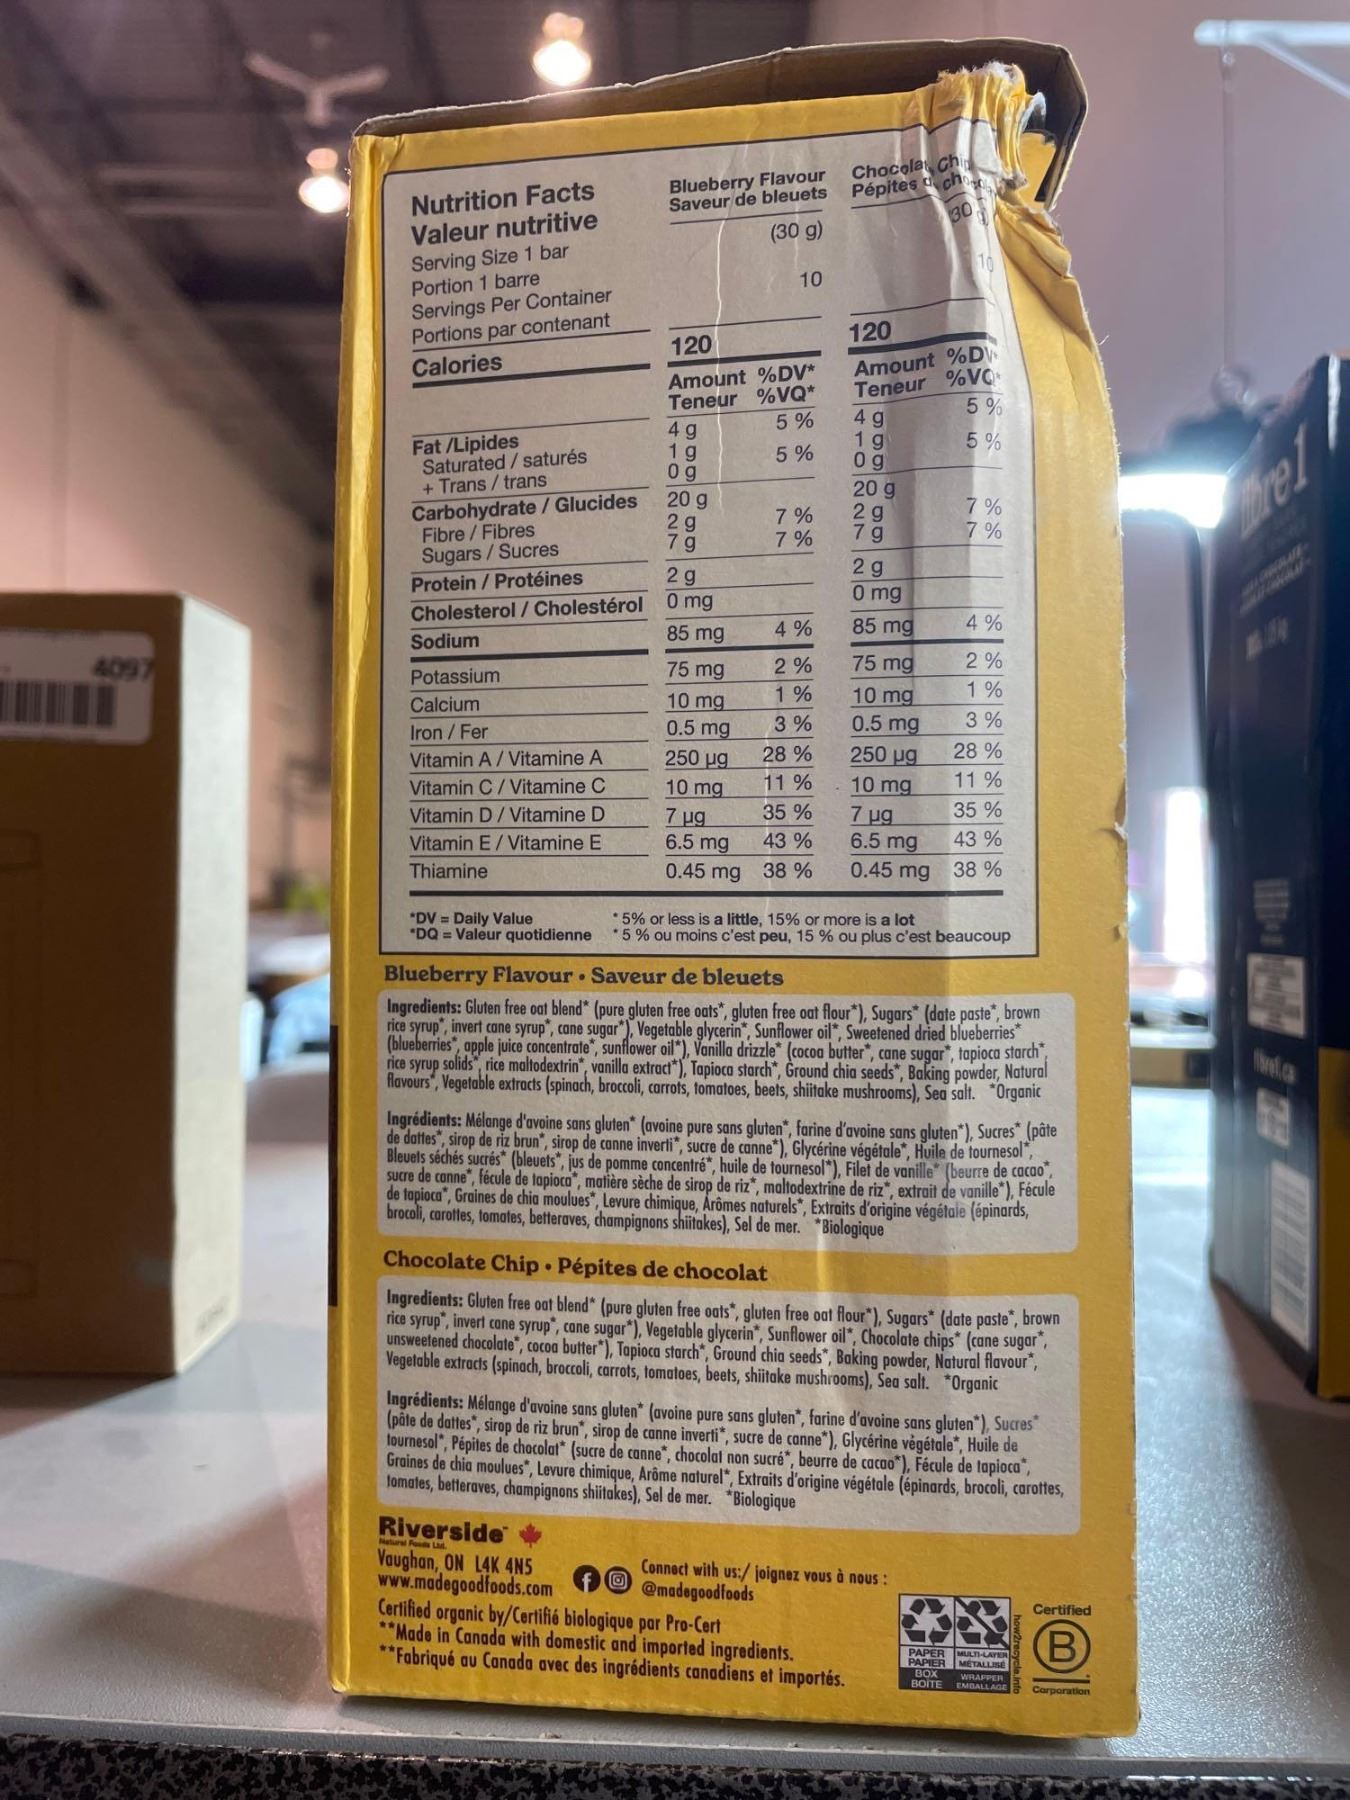 Nutrition Facts
Valeur nutritive
Serving Size 1 bar
Portion 1 barre
Servings Per Container
Portions par contenant
Blueberry Flavour
Saveur de bleuets
(30 g)
10
Chocolat Chip
Pépites d chocola
(30 g)
10
Calories 120 120
Amount %DV* Amount %DV*
Teneur %VQ* Teneur %VQ*
Fat /Lipides 4 g 5 % 4 g 5 %
Saturated / saturés 1 g 5 % 1 g 5 %
+ Trans / trans 0 g 0 g
Carbohydrate / Glucides 20 g 20 g
Fibre / Fibres 2 g 7 % 2 g 7 %
Sugars / Sucres 7 g 7 % 7 g 7 %
Protein / Protéines 2 g 2 g
Cholesterol / Cholestérol 0 mg 0 mg
Sodium 85 mg 4 % 85 mg 4 %
Potassium 75 mg 2 % 75 mg 2 %
Calcium 10 mg 1 % 10 mg 1 %
Iron / Fer 0.5 mg 3 % 0.5 mg 3 %
Vitamin A / Vitamine A 250 µg 28 % 250 µg 28 %
Vitamin C / Vitamine C 10 mg 11 % 10 mg 11 %
Vitamin D / Vitamine D 7 µg 35 % 7 µg 35 %
Vitamin E / Vitamine E 6.5 mg 43 % 6.5 mg 43 %
Thiamine 0.45 mg 38 % 0.45 mg 38 %
*DV = Daily Value * 5% or less is a little, 15% or more is a lot
*DQ = Valeur quotidienne * 5 % ou moins c'est peu, 15 % ou plus c'est beaucoup
Blueberry Flavour • Saveur de bleuets
Ingredients: Gluten free oat blend* (pure gluten free oats*, gluten free oat flour*), Sugars* (date paste*, brown
rice syrup*, invert cane syrup*, cane sugar*), Vegetable glycerin*, Sunflower oil*, Sweetened dried blueberries*
(blueberries*, apple juice concentrate*, sunflower oil*), Vanilla drizzle* (cocoa butter*, cane sugar*, tapioca starch*,
rice syrup solids*, rice maltodextrin*, vanilla extract*), Tapioca starch*, Ground chia seeds*, Baking powder, Natural
flavours*, Vegetable extracts (spinach, broccoli, carrots, tomatoes, beets, shiitake mushrooms), Sea salt. *Organic
Ingrédients: Mélange d'avoine sans gluten* (avoine pure sans gluten*, farine d'avoine sans gluten*), Sucres* (pâte
de dattes*, sirop de riz brun*, sirop de canne inverti*, sucre de canne*), Glycérine végétale*, Huile de tournesol*,
Bleuets séchés sucrés* (bleuets*, jus de pomme concentré*, huile de tournesol*), Filet de vanille* (beurre de cacao*,
sucre de canne*, fécule de tapioca*, matière sèche de sirop de riz*, maltodextrine de riz*, extrait de vanille*), Fécule
de tapioca*, Graines de chia moulues*, Levure chimique, Arômes naturels*, Extraits d'origine végétale (épinards,
brocoli, carottes, tomates, betteraves, champignons shiitakes), Sel de mer. *Biologique
Chocolate Chip • Pépites de chocolat
Ingredients: Gluten free oat blend* (pure gluten free oats*, gluten free oat flour*), Sugars* (date paste*, brown
rice syrup*, invert cane syrup*, cane sugar*), Vegetable glycerin*, Sunflower oil*, Chocolate chips* (cane sugar*,
unsweetened chocolate*, cocoa butter*), Tapioca starch*, Ground chia seeds*, Baking powder, Natural flavour*,
Vegetable extracts (spinach, broccoli, carrots, tomatoes, beets, shiitake mushrooms), Sea salt. *Organic
Ingrédients: Mélange d'avoine sans gluten* (avoine pure sans gluten*, farine d'avoine sans gluten*), Sucres*
(pâte de dattes*, sirop de riz brun*, sirop de canne inverti*, sucre de canne*), Glycérine végétale*, Huile de
tournesol*, Pépites de chocolat* (sucre de canne*, chocolat non sucré*, beurre de cacao*), Fécule de tapioca*,
Graines de chia moulues*, Levure chimique, Arôme naturel*, Extraits d'origine végétale (épinards, brocoli, carottes,
tomates, betteraves, champignons shiitakes), Sel de mer. *Biologique
Riverside™
Natural Foods Ltd.
Vaughan, ON L4K 4N5
www.madegoodfoods.com
Connect with us:/ joignez vous à nous :
@madegoodfoods
Certified organic by/Certifié biologique par Pro-Cert
**Made in Canada with domestic and imported ingredients.
**Fabriqué au Canada avec des ingrédients canadiens et importés.
PAPER
PAPIER
BOX
BOÎTE
MULTI-LAYER
MÉTALLISÉ
WRAPPER
EMBALLAGE
how2recycle.info
Certified
B
Corporation
4097
fibre1
fibre1.ca